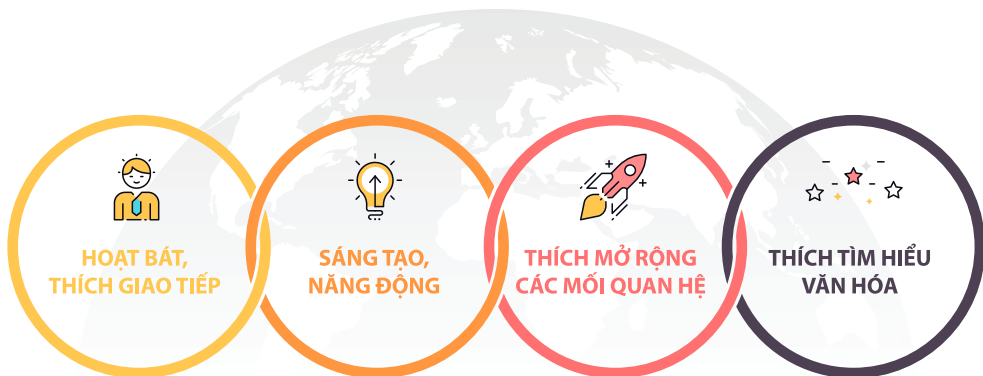 HOẠT BÁT,
THÍCH GIAO TIẾP
SÁNG TẠO,
NĂNG ĐỘNG
THÍCH MỞ RỘNG
CÁC MỐI QUAN HỆ
THÍCH TÌM HIỂU
VĂN HÓA